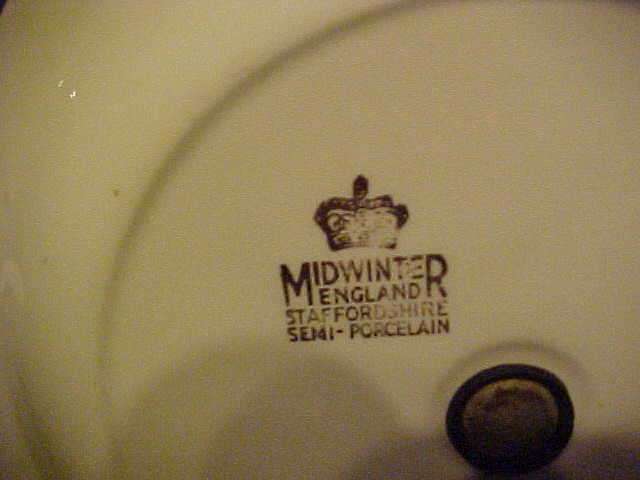 MIDWINTER
ENGLAND
STAFFORDSHIRE
SEMI-PORCELAIN